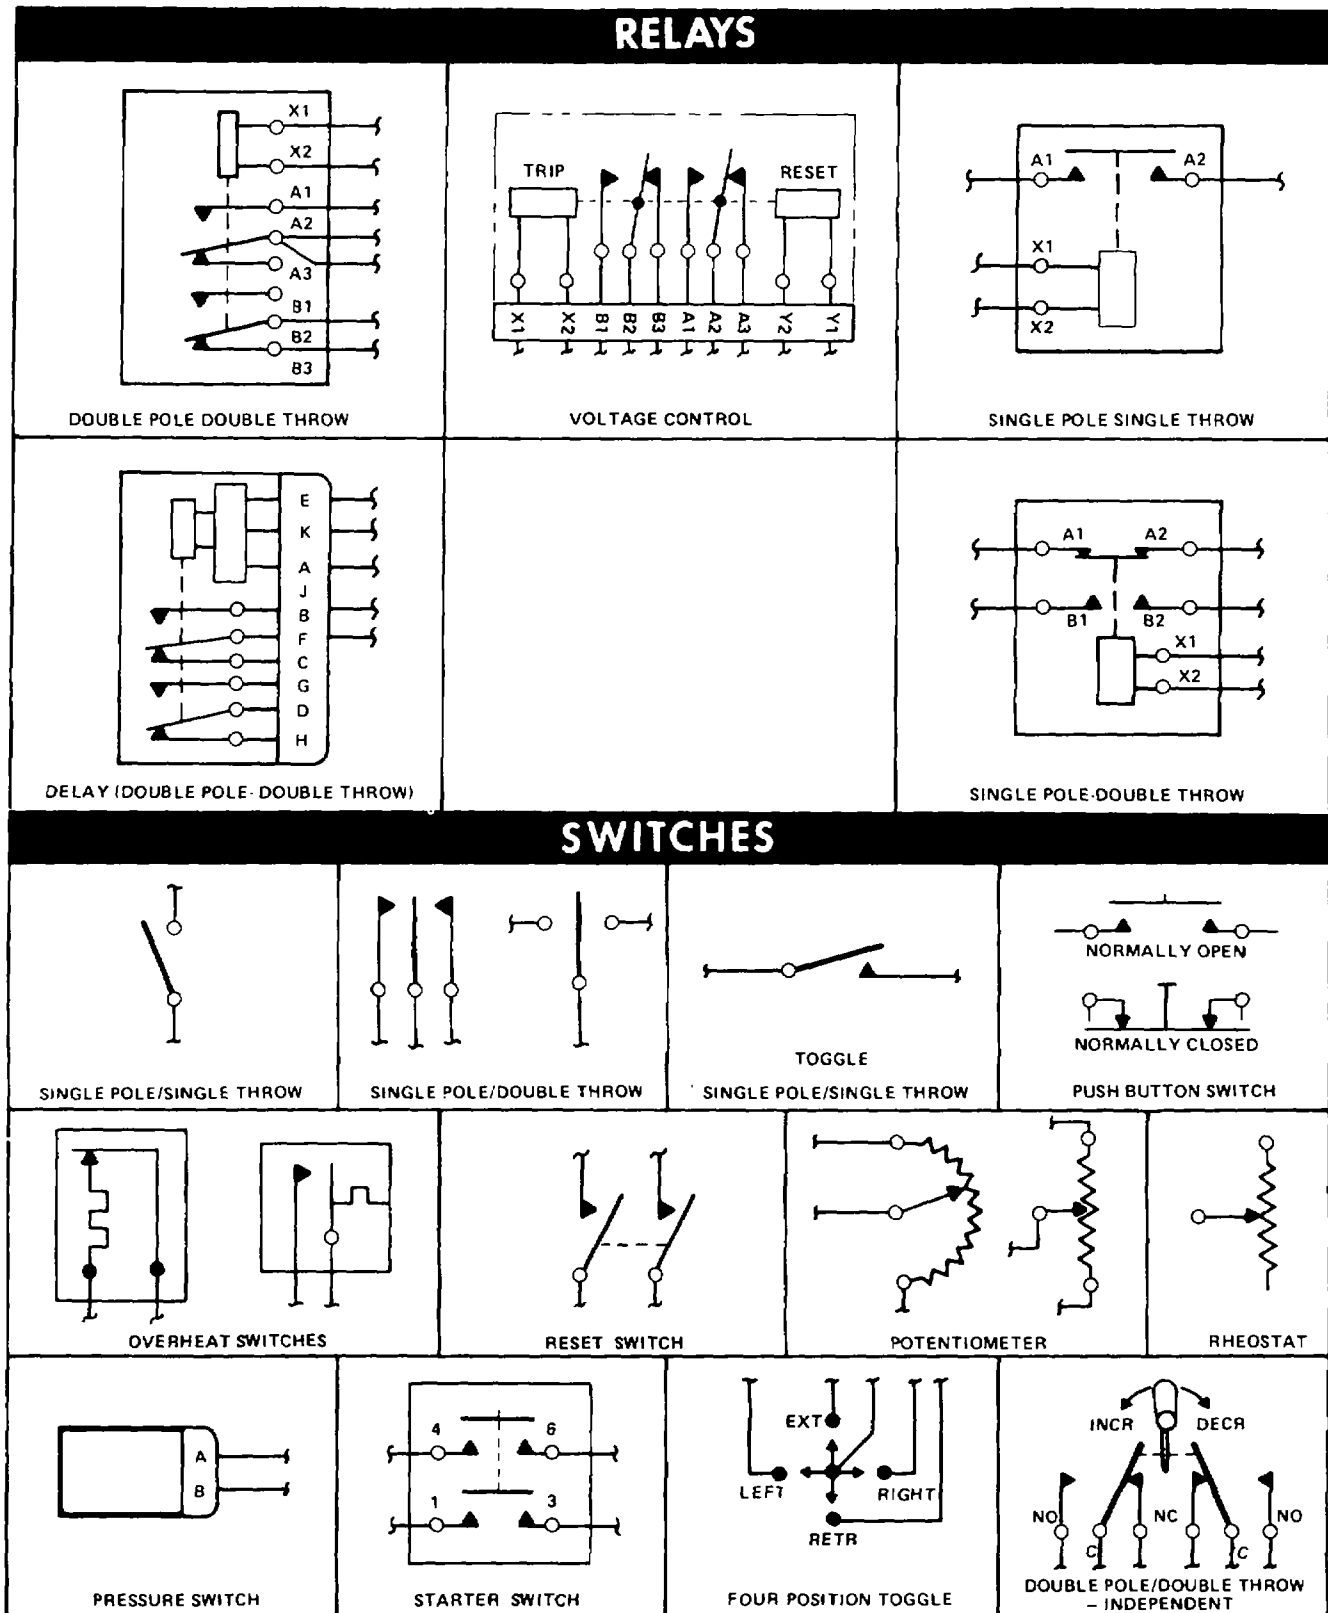 RELAYS
X1
X2
A1
A2
A3
B1
B2
B3
DOUBLE POLE DOUBLE THROW
TRIP
RESET
X1 X2 B1 B2 B3 A1 A2 A3 Y2 Y1
VOLTAGE CONTROL
A1 A2
X1
X2
SINGLE POLE SINGLE THROW
E
K
A
J
B
F
C
G
D
H
DELAY (DOUBLE POLE-DOUBLE THROW)
A1 A2
B1 B2
X1
X2
SINGLE POLE-DOUBLE THROW
SWITCHES
SINGLE POLE/SINGLE THROW
SINGLE POLE/DOUBLE THROW
TOGGLE
SINGLE POLE/SINGLE THROW
NORMALLY OPEN
NORMALLY CLOSED
PUSH BUTTON SWITCH
OVERHEAT SWITCHES
RESET SWITCH
POTENTIOMETER
RHEOSTAT
A
B
PRESSURE SWITCH
4 6
1 3
STARTER SWITCH
EXT
LEFT RIGHT
RETR
FOUR POSITION TOGGLE
INCR DECR
NO NC NO
C C
DOUBLE POLE/DOUBLE THROW
– INDEPENDENT